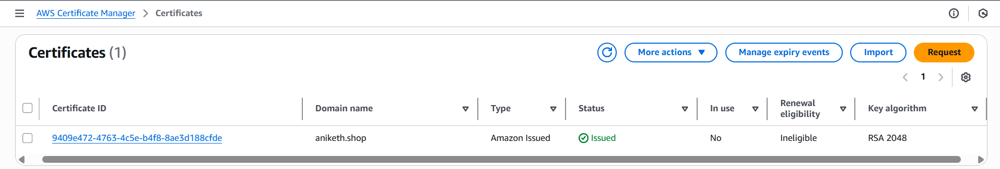 AWS Certificate Manager > Certificates
Certificates (1)
More actions
Manage expiry events
Import
Request
1
Certificate ID
Domain name
Type
Status
In use
Renewal
eligibility
Key algorithm
9409e472-4763-4c5e-b4f8-8ae3d188cfde
aniketh.shop
Amazon Issued
Issued
No
Ineligible
RSA 2048